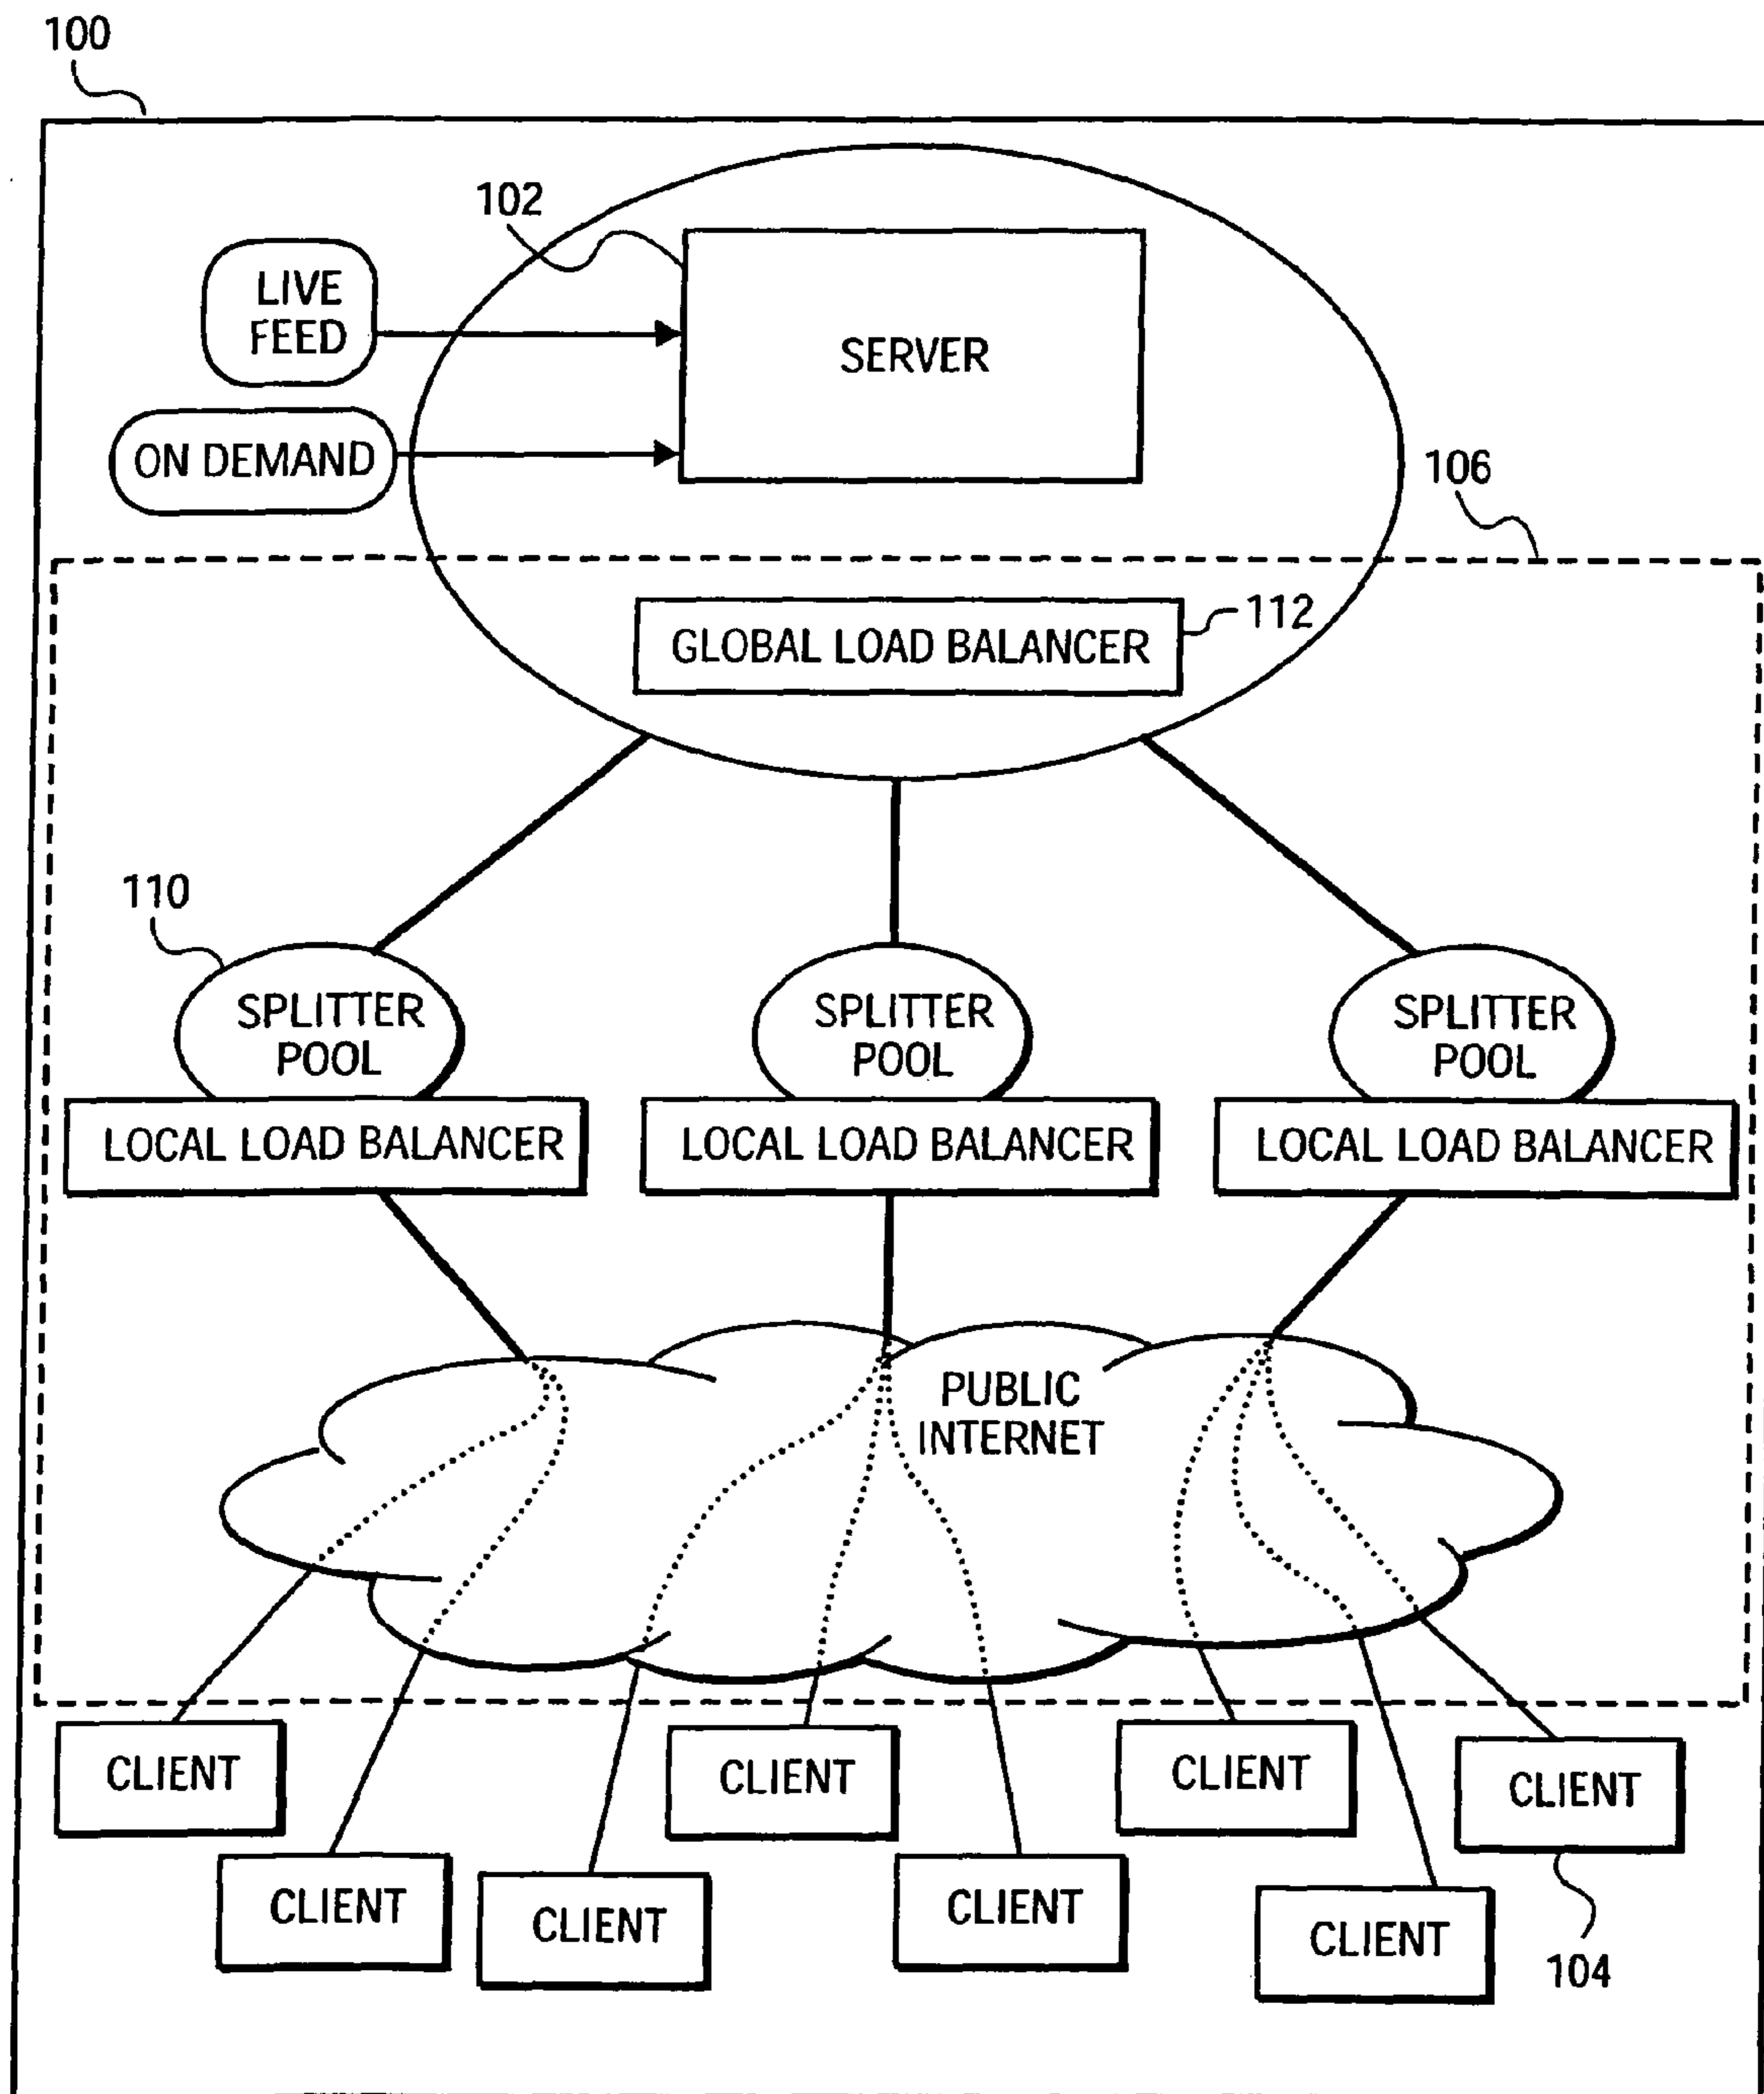 100
102
LIVE
FEED
SERVER
ON DEMAND
106
112
GLOBAL LOAD BALANCER
110
SPLITTER
POOL
SPLITTER
POOL
SPLITTER
POOL
LOCAL LOAD BALANCER
LOCAL LOAD BALANCER
LOCAL LOAD BALANCER
PUBLIC
INTERNET
CLIENT
CLIENT
CLIENT
CLIENT
CLIENT
CLIENT
CLIENT
CLIENT
104